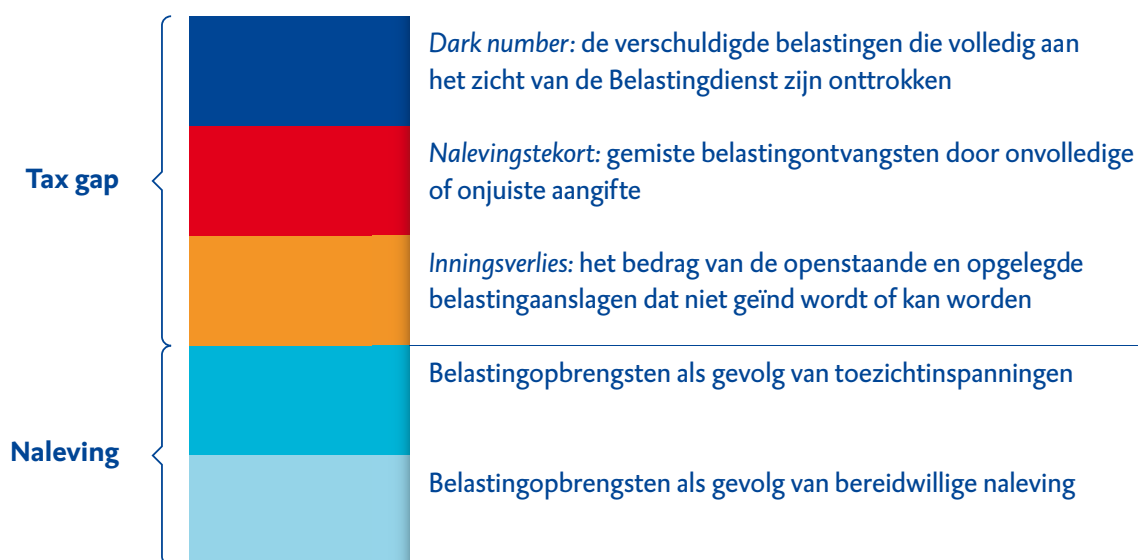 Tax gap
Dark number: de verschuldigde belastingen die volledig aan
het zicht van de Belastingdienst zijn onttrokken
Nalevingstekort: gemiste belastingontvangsten door onvolledige
of onjuiste aangifte
Inningsverlies: het bedrag van de openstaande en opgelegde
belastingaanslagen dat niet geïnd wordt of kan worden
Naleving
Belastingopbrengsten als gevolg van toezichtinspanningen
Belastingopbrengsten als gevolg van bereidwillige naleving